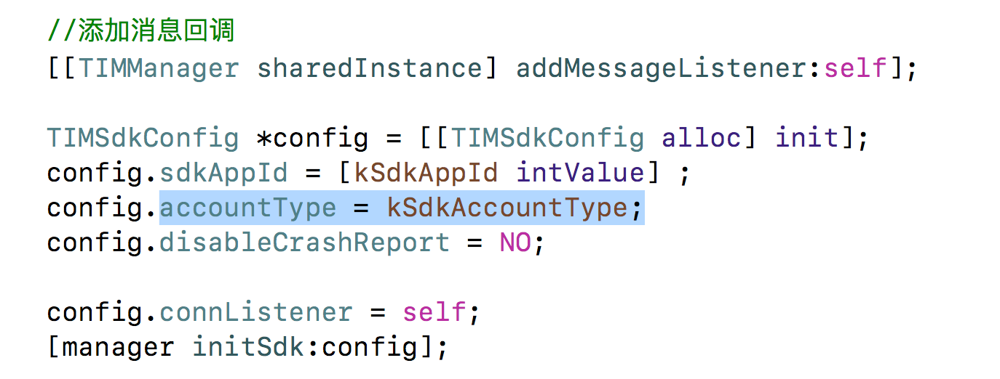 //添加消息回调
[[TIMManager sharedInstance] addMessageListener:self];
TIMSdkConfig *config = [[TIMSdkConfig alloc] init];
config.sdkAppId = [kSdkAppId intValue] ;
config.accountType = kSdkAccountType;
config.disableCrashReport = NO;
config.connListener = self;
[manager initSdk:config];